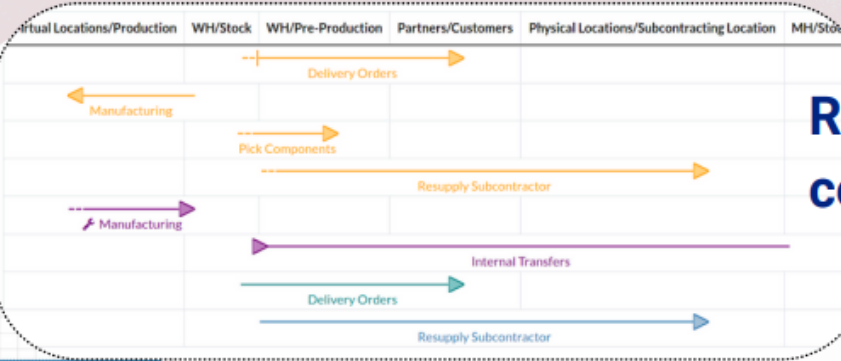 irtual Locations/Production WH/Stock WH/Pre-Production Partners/Customers Physical Locations/Subcontracting Location MH/Sto
Delivery Orders
Manufacturing
Pick Components
Resupply Subcontractor
Manufacturing
Internal Transfers
Delivery Orders
Resupply Subcontractor
R
co